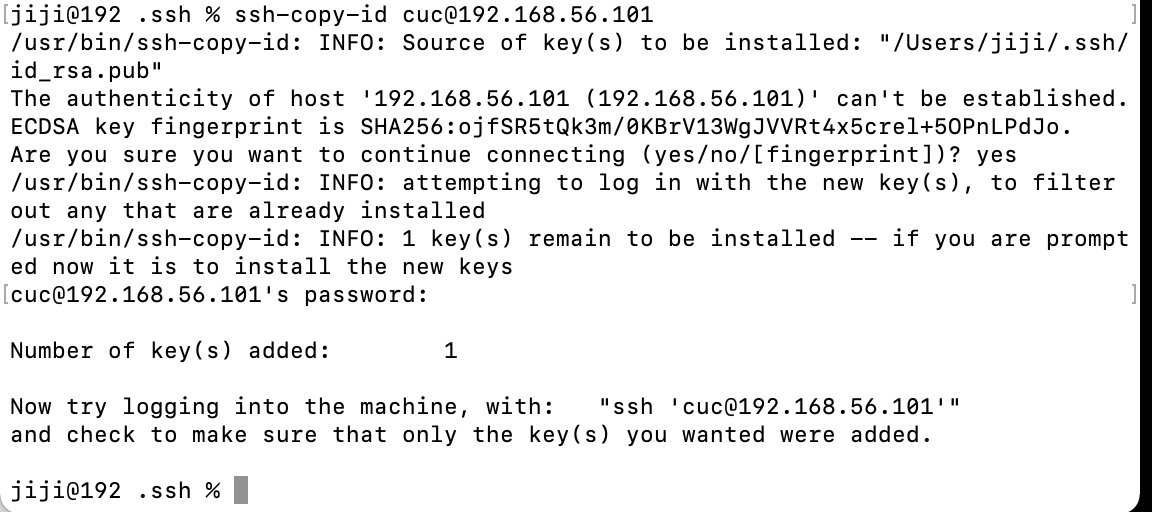 [jiji@192 .ssh % ssh-copy-id cuc@192.168.56.101 ]
/usr/bin/ssh-copy-id: INFO: Source of key(s) to be installed: "/Users/jiji/.ssh/
id_rsa.pub"
The authenticity of host '192.168.56.101 (192.168.56.101)' can't be established.
ECDSA key fingerprint is SHA256:ojfSR5tQk3m/0KBrV13WgJVVRt4x5crel+5OPnLPdJo.
Are you sure you want to continue connecting (yes/no/[fingerprint])? yes
/usr/bin/ssh-copy-id: INFO: attempting to log in with the new key(s), to filter
out any that are already installed
/usr/bin/ssh-copy-id: INFO: 1 key(s) remain to be installed -- if you are prompt
ed now it is to install the new keys
[cuc@192.168.56.101's password: ]
Number of key(s) added:        1
Now try logging into the machine, with:   "ssh 'cuc@192.168.56.101'"
and check to make sure that only the key(s) you wanted were added.
jiji@192 .ssh %